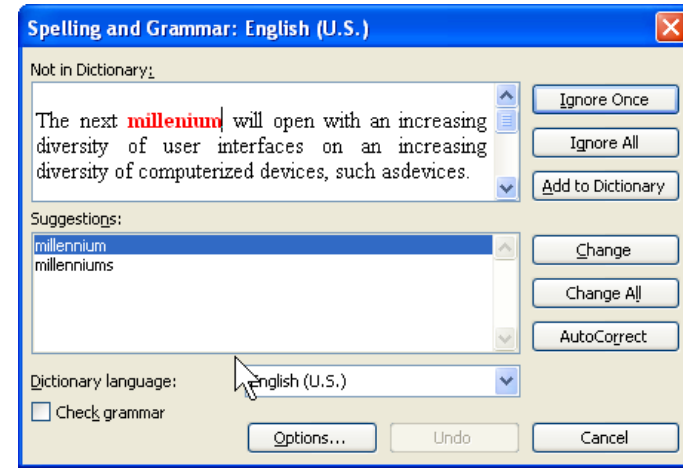 Spelling and Grammar: English (U.S.)
Not in Dictionary:
The next millenium will open with an increasing
diversity of user interfaces on an increasing
diversity of computerized devices, such asdevices.
Ignore Once
Ignore All
Add to Dictionary
Suggestions:
millennium
millenniums
Change
Change All
AutoCorrect
Dictionary language:
English (U.S.)
Check grammar
Options...
Undo
Cancel